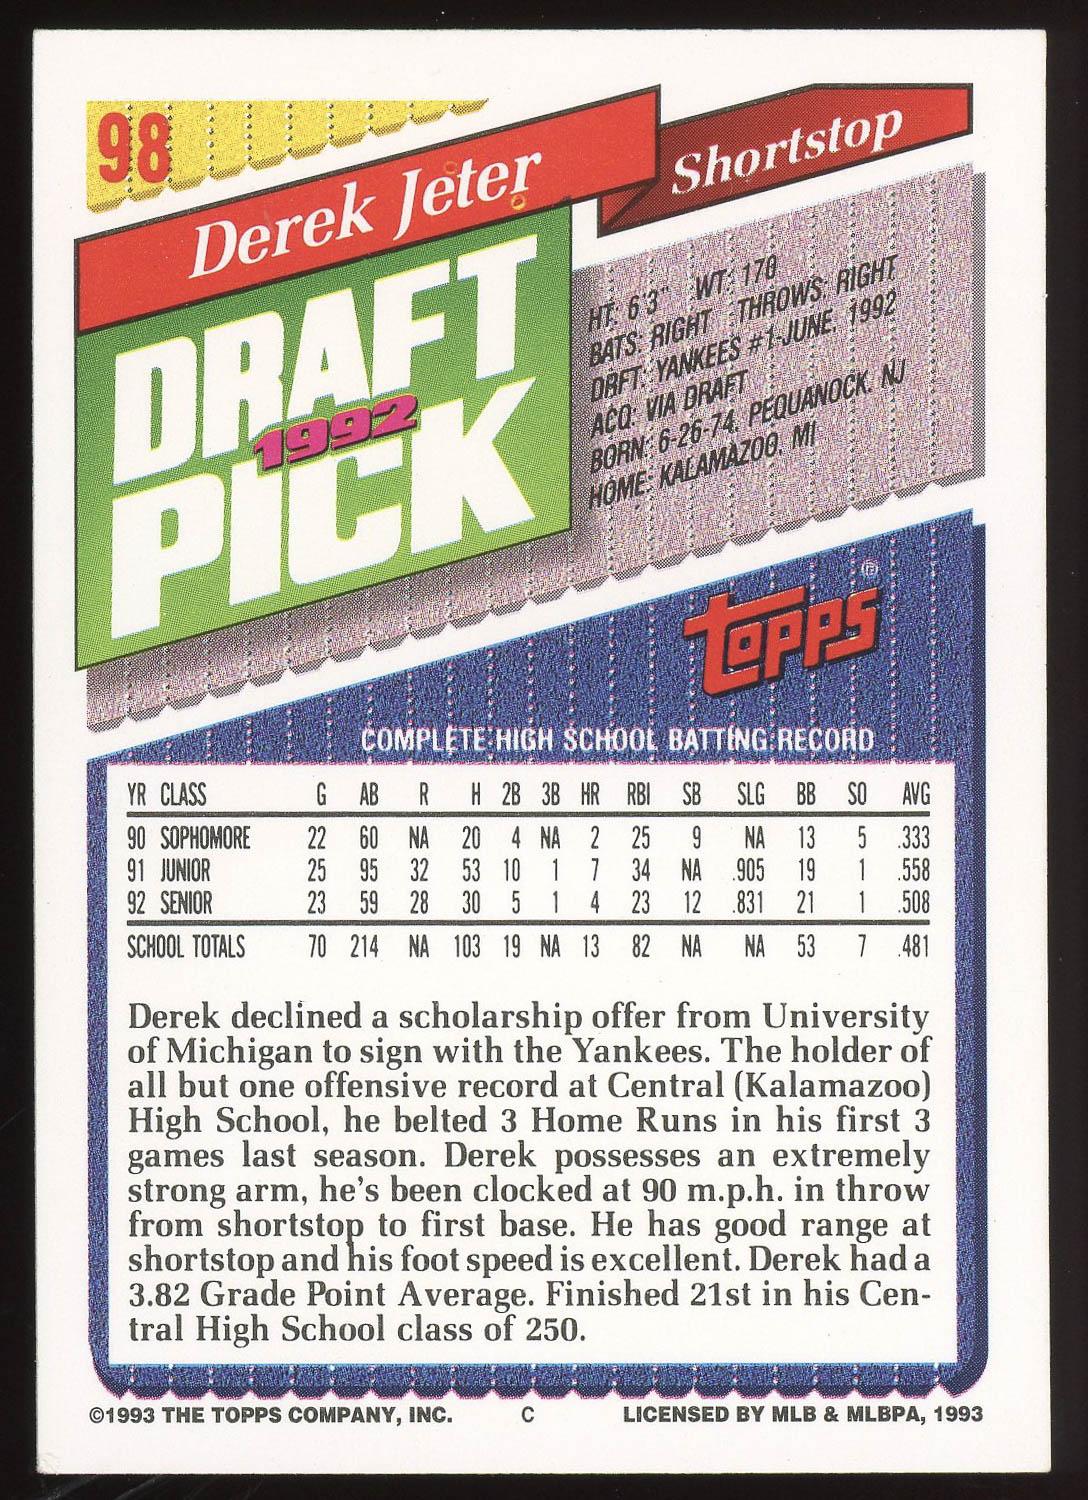 98
Derek Jeter
Shortstop
DRAFT
1992
PICK
HT: 6'3" WT: 170
BATS: RIGHT THROWS: RIGHT
DRFT: YANKEES #1-JUNE, 1992
ACQ: VIA DRAFT
BORN: 6-26-74, PEQUANOCK, NJ
HOME: KALAMAZOO, MI
TOPPS®
COMPLETE HIGH SCHOOL BATTING RECORD
YR CLASS G AB R H 2B 3B HR RBI SB SLG BB SO AVG
90 SOPHOMORE 22 60 NA 20 4 NA 2 25 9 NA 13 5 .333
91 JUNIOR 25 95 32 53 10 1 7 34 NA .905 19 1 .558
92 SENIOR 23 59 28 30 5 1 4 23 12 .831 21 1 .508
SCHOOL TOTALS 70 214 NA 103 19 NA 13 82 NA NA 53 7 .481
Derek declined a scholarship offer from University
of Michigan to sign with the Yankees. The holder of
all but one offensive record at Central (Kalamazoo)
High School, he belted 3 Home Runs in his first 3
games last season. Derek possesses an extremely
strong arm, he's been clocked at 90 m.p.h. in throw
from shortstop to first base. He has good range at
shortstop and his foot speed is excellent. Derek had a
3.82 Grade Point Average. Finished 21st in his Cen-
tral High School class of 250.
©1993 THE TOPPS COMPANY, INC. C LICENSED BY MLB & MLBPA, 1993